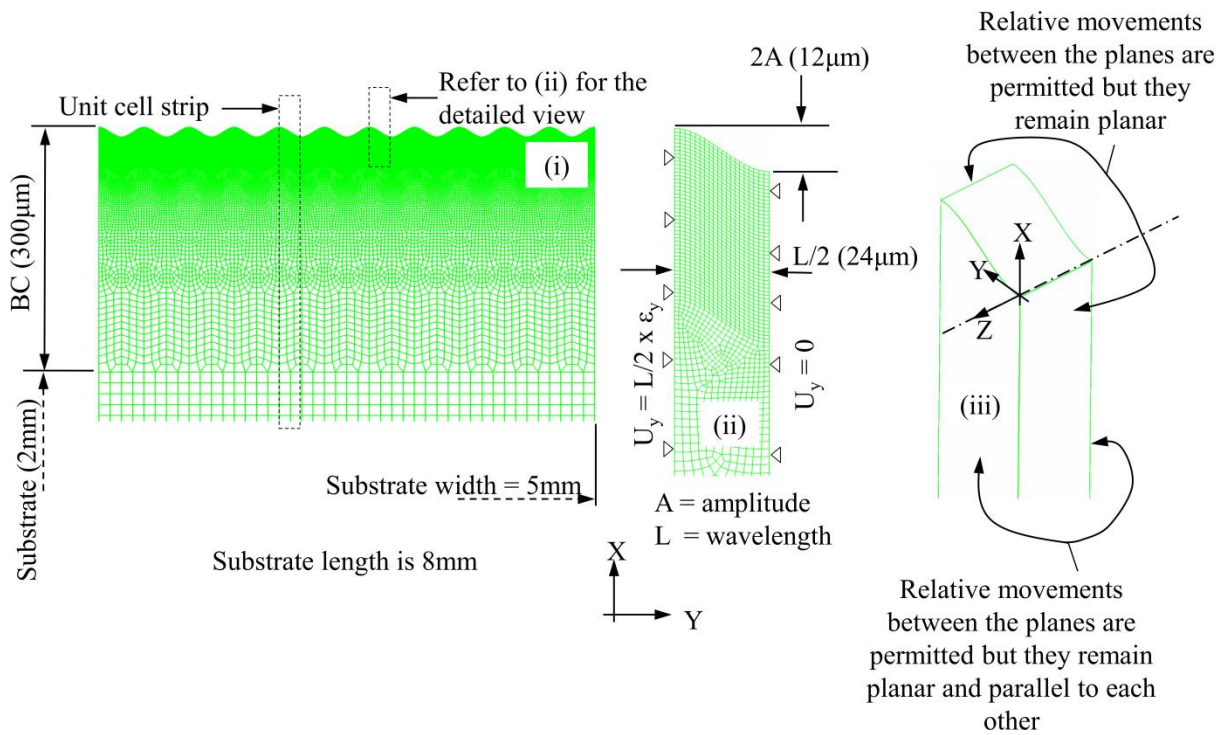 Unit cell strip
Refer to (ii) for the
detailed view
(i)
BC (300μm)
Substrate (2mm)
Substrate width = 5mm
Substrate length is 8mm
X
Y
2A (12μm)
L/2 (24μm)
U_y = L/2 x ε_y
U_y = 0
(ii)
A = amplitude
L = wavelength
Relative movements
between the planes are
permitted but they
remain planar
X
Y
Z
(iii)
Relative movements
between the planes are
permitted but they remain
planar and parallel to each
other